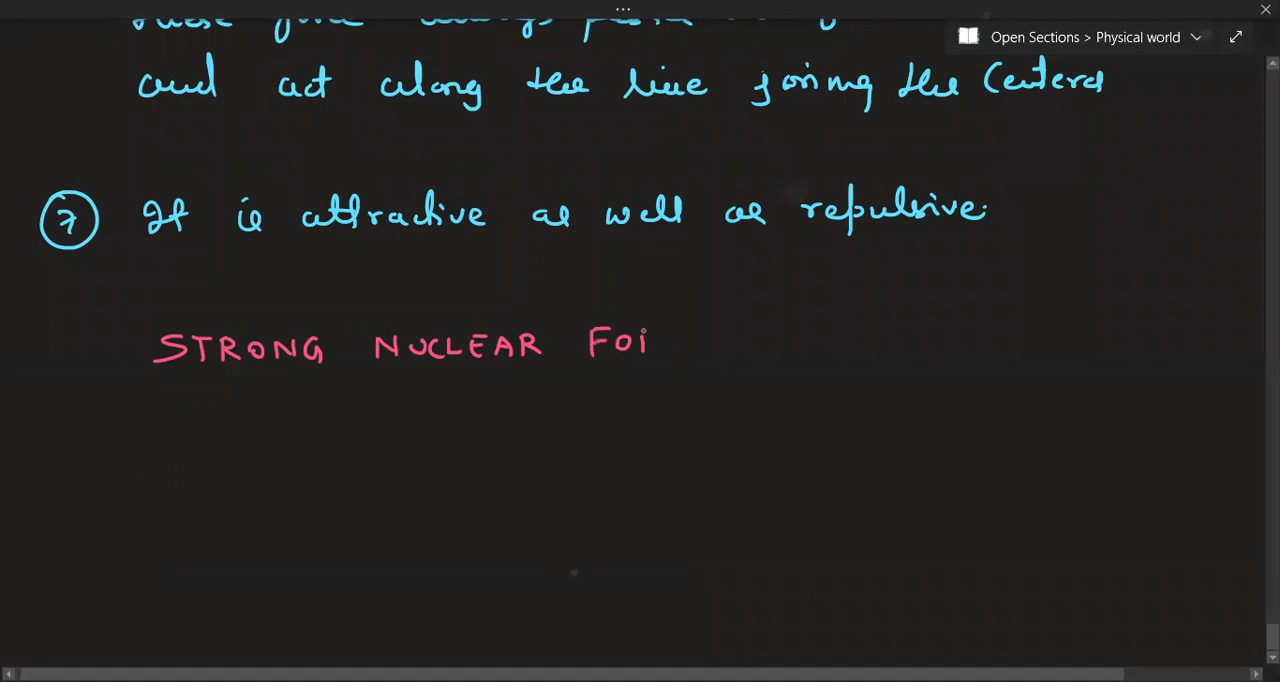 Open Sections > Physical world
and act along the line joining the Centers
7 It is attractive as well as repulsive.
STRONG NUCLEAR FOI